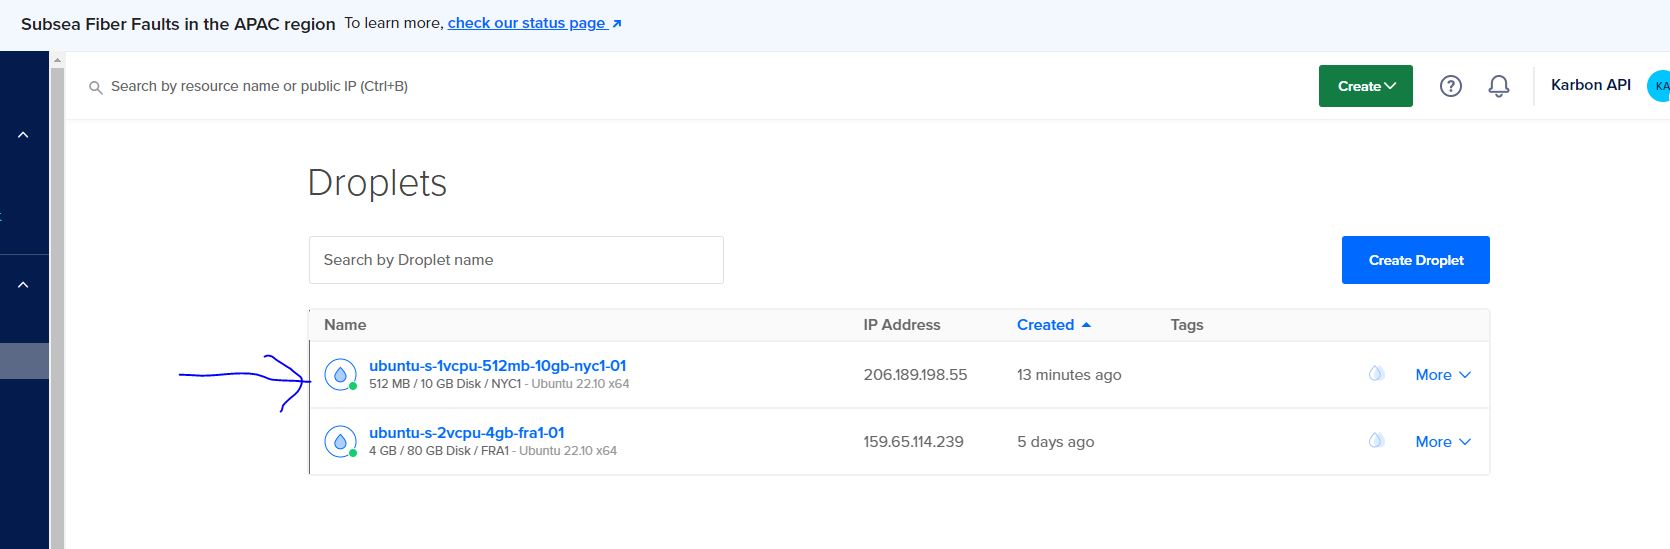 Subsea Fiber Faults in the APAC region To learn more, check our status page
Search by resource name or public IP (Ctrl+B)
Create
?
Karbon API
KA
Droplets
Search by Droplet name
Create Droplet
Name IP Address Created Tags
ubuntu-s-1vcpu-512mb-10gb-nyc1-01
512 MB / 10 GB Disk / NYC1 - Ubuntu 22.10 x64
206.189.198.55
13 minutes ago
More
ubuntu-s-2vcpu-4gb-fra1-01
4 GB / 80 GB Disk / FRA1 - Ubuntu 22.10 x64
159.65.114.239
5 days ago
More